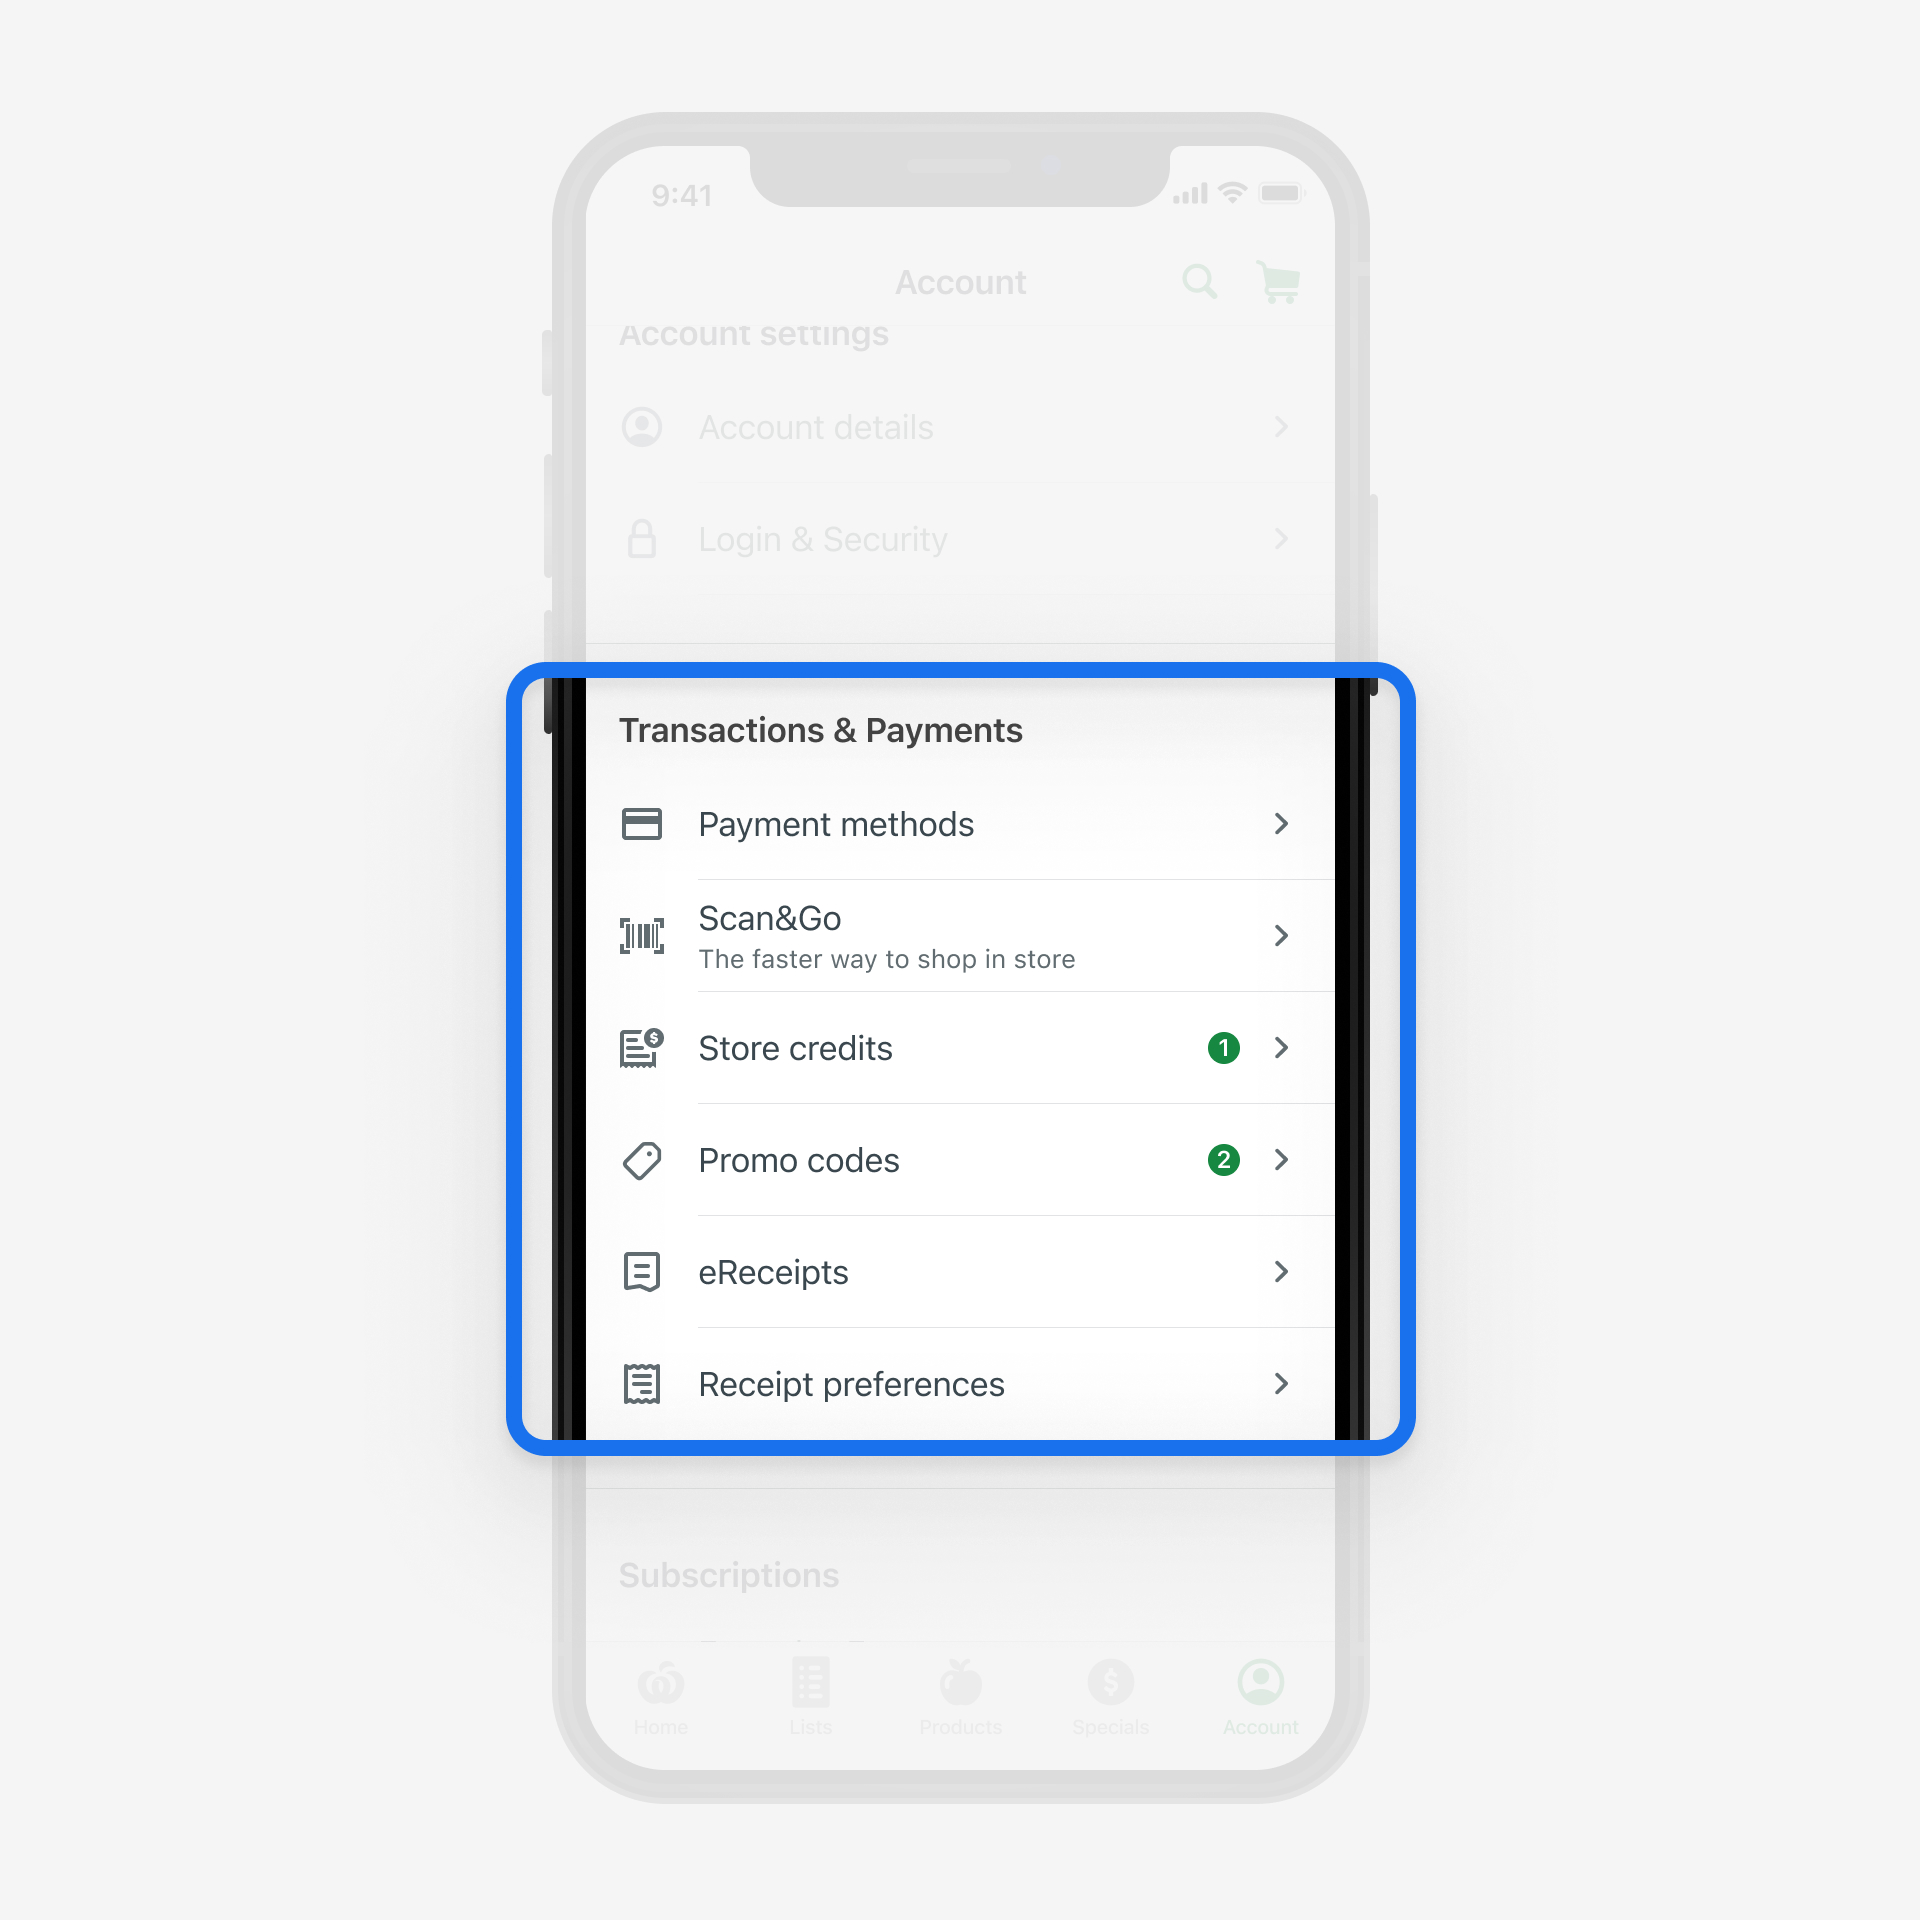 9:41
Account
Account settings
Account details
Login & Security
Transactions & Payments
Payment methods
Scan&Go
The faster way to shop in store
Store credits 1
Promo codes 2
eReceipts
Receipt preferences
Subscriptions
Home Lists Products Specials Account